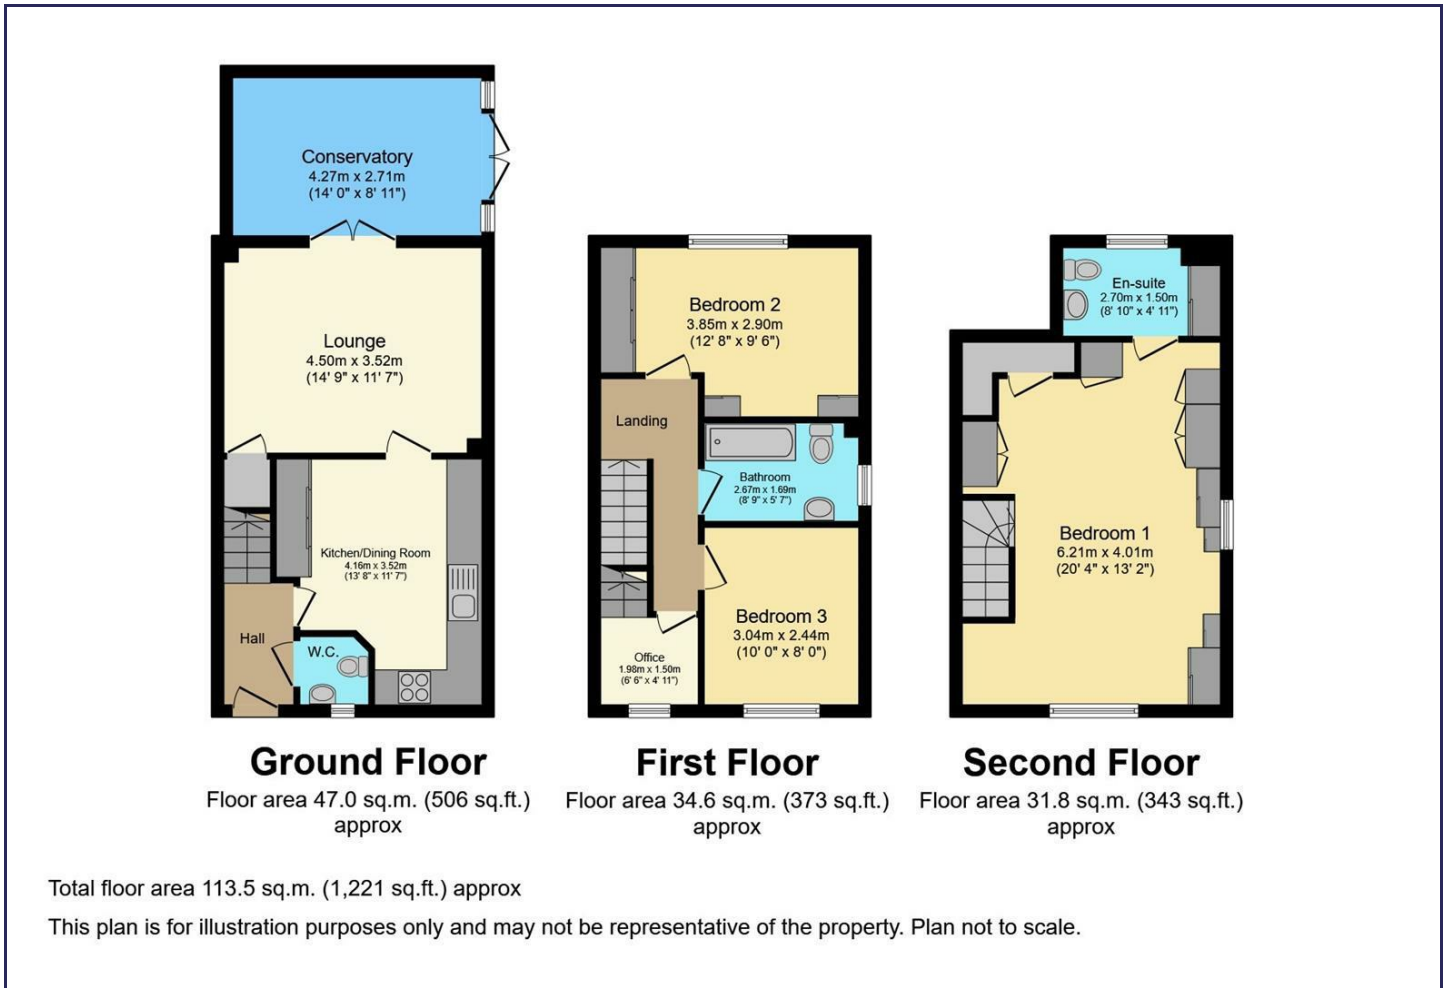 Conservatory
4.27m x 2.71m
(14' 0" x 8' 11")
Lounge
4.50m x 3.52m
(14' 9" x 11' 7")
Kitchen/Dining Room
4.16m x 3.52m
(13' 8" x 11' 7")
Hall
W.C.
Ground Floor
Floor area 47.0 sq.m. (506 sq.ft.)
approx
Bedroom 2
3.85m x 2.90m
(12' 8" x 9' 6")
Landing
Bathroom
2.67m x 1.69m
(8' 9" x 5' 7")
Bedroom 3
3.04m x 2.44m
(10' 0" x 8' 0")
Office
1.98m x 1.50m
(6' 6" x 4' 11")
First Floor
Floor area 34.6 sq.m. (373 sq.ft.)
approx
En-suite
2.70m x 1.50m
(8' 10" x 4' 11")
Bedroom 1
6.21m x 4.01m
(20' 4" x 13' 2")
Second Floor
Floor area 31.8 sq.m. (343 sq.ft.)
approx
Total floor area 113.5 sq.m. (1,221 sq.ft.) approx
This plan is for illustration purposes only and may not be representative of the property. Plan not to scale.